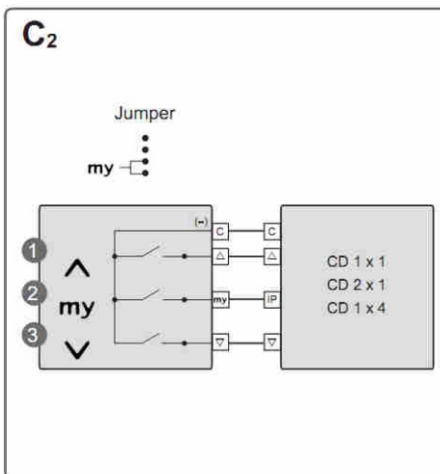 C₂
Jumper
my
(-)
C C
1
△ △
CD 1 x 1
2 my my IP
CD 2 x 1
CD 1 x 4
3
▽ ▽